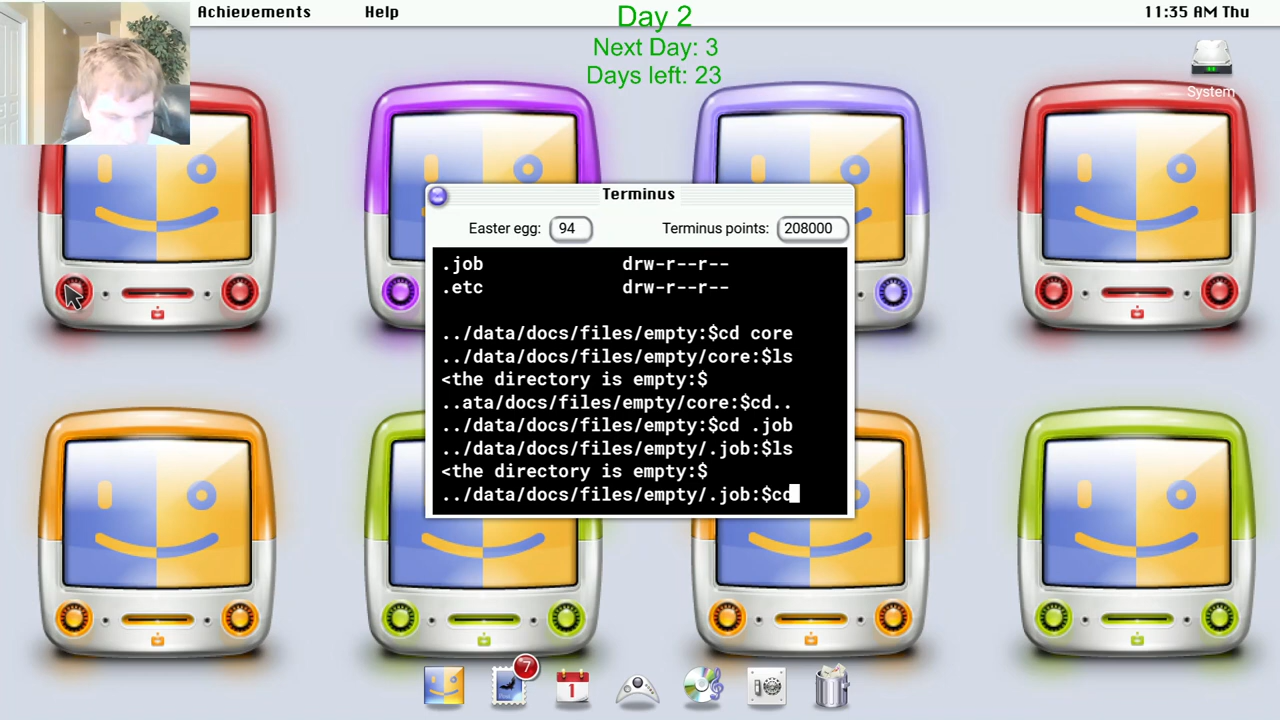 Achievements Help
11:35 AM Thu
Day 2
Next Day: 3
Days left: 23
System
Terminus
Easter egg: 94 Terminus points: 208000
.job drw-r--r--
.etc drw-r--r--
../data/docs/files/empty:$cd core
../data/docs/files/empty/core:$ls
<the directory is empty:$
..ata/docs/files/empty/core:$cd..
../data/docs/files/empty:$cd .job
../data/docs/files/empty/.job:$ls
<the directory is empty:$
../data/docs/files/empty/.job:$cd
7
1